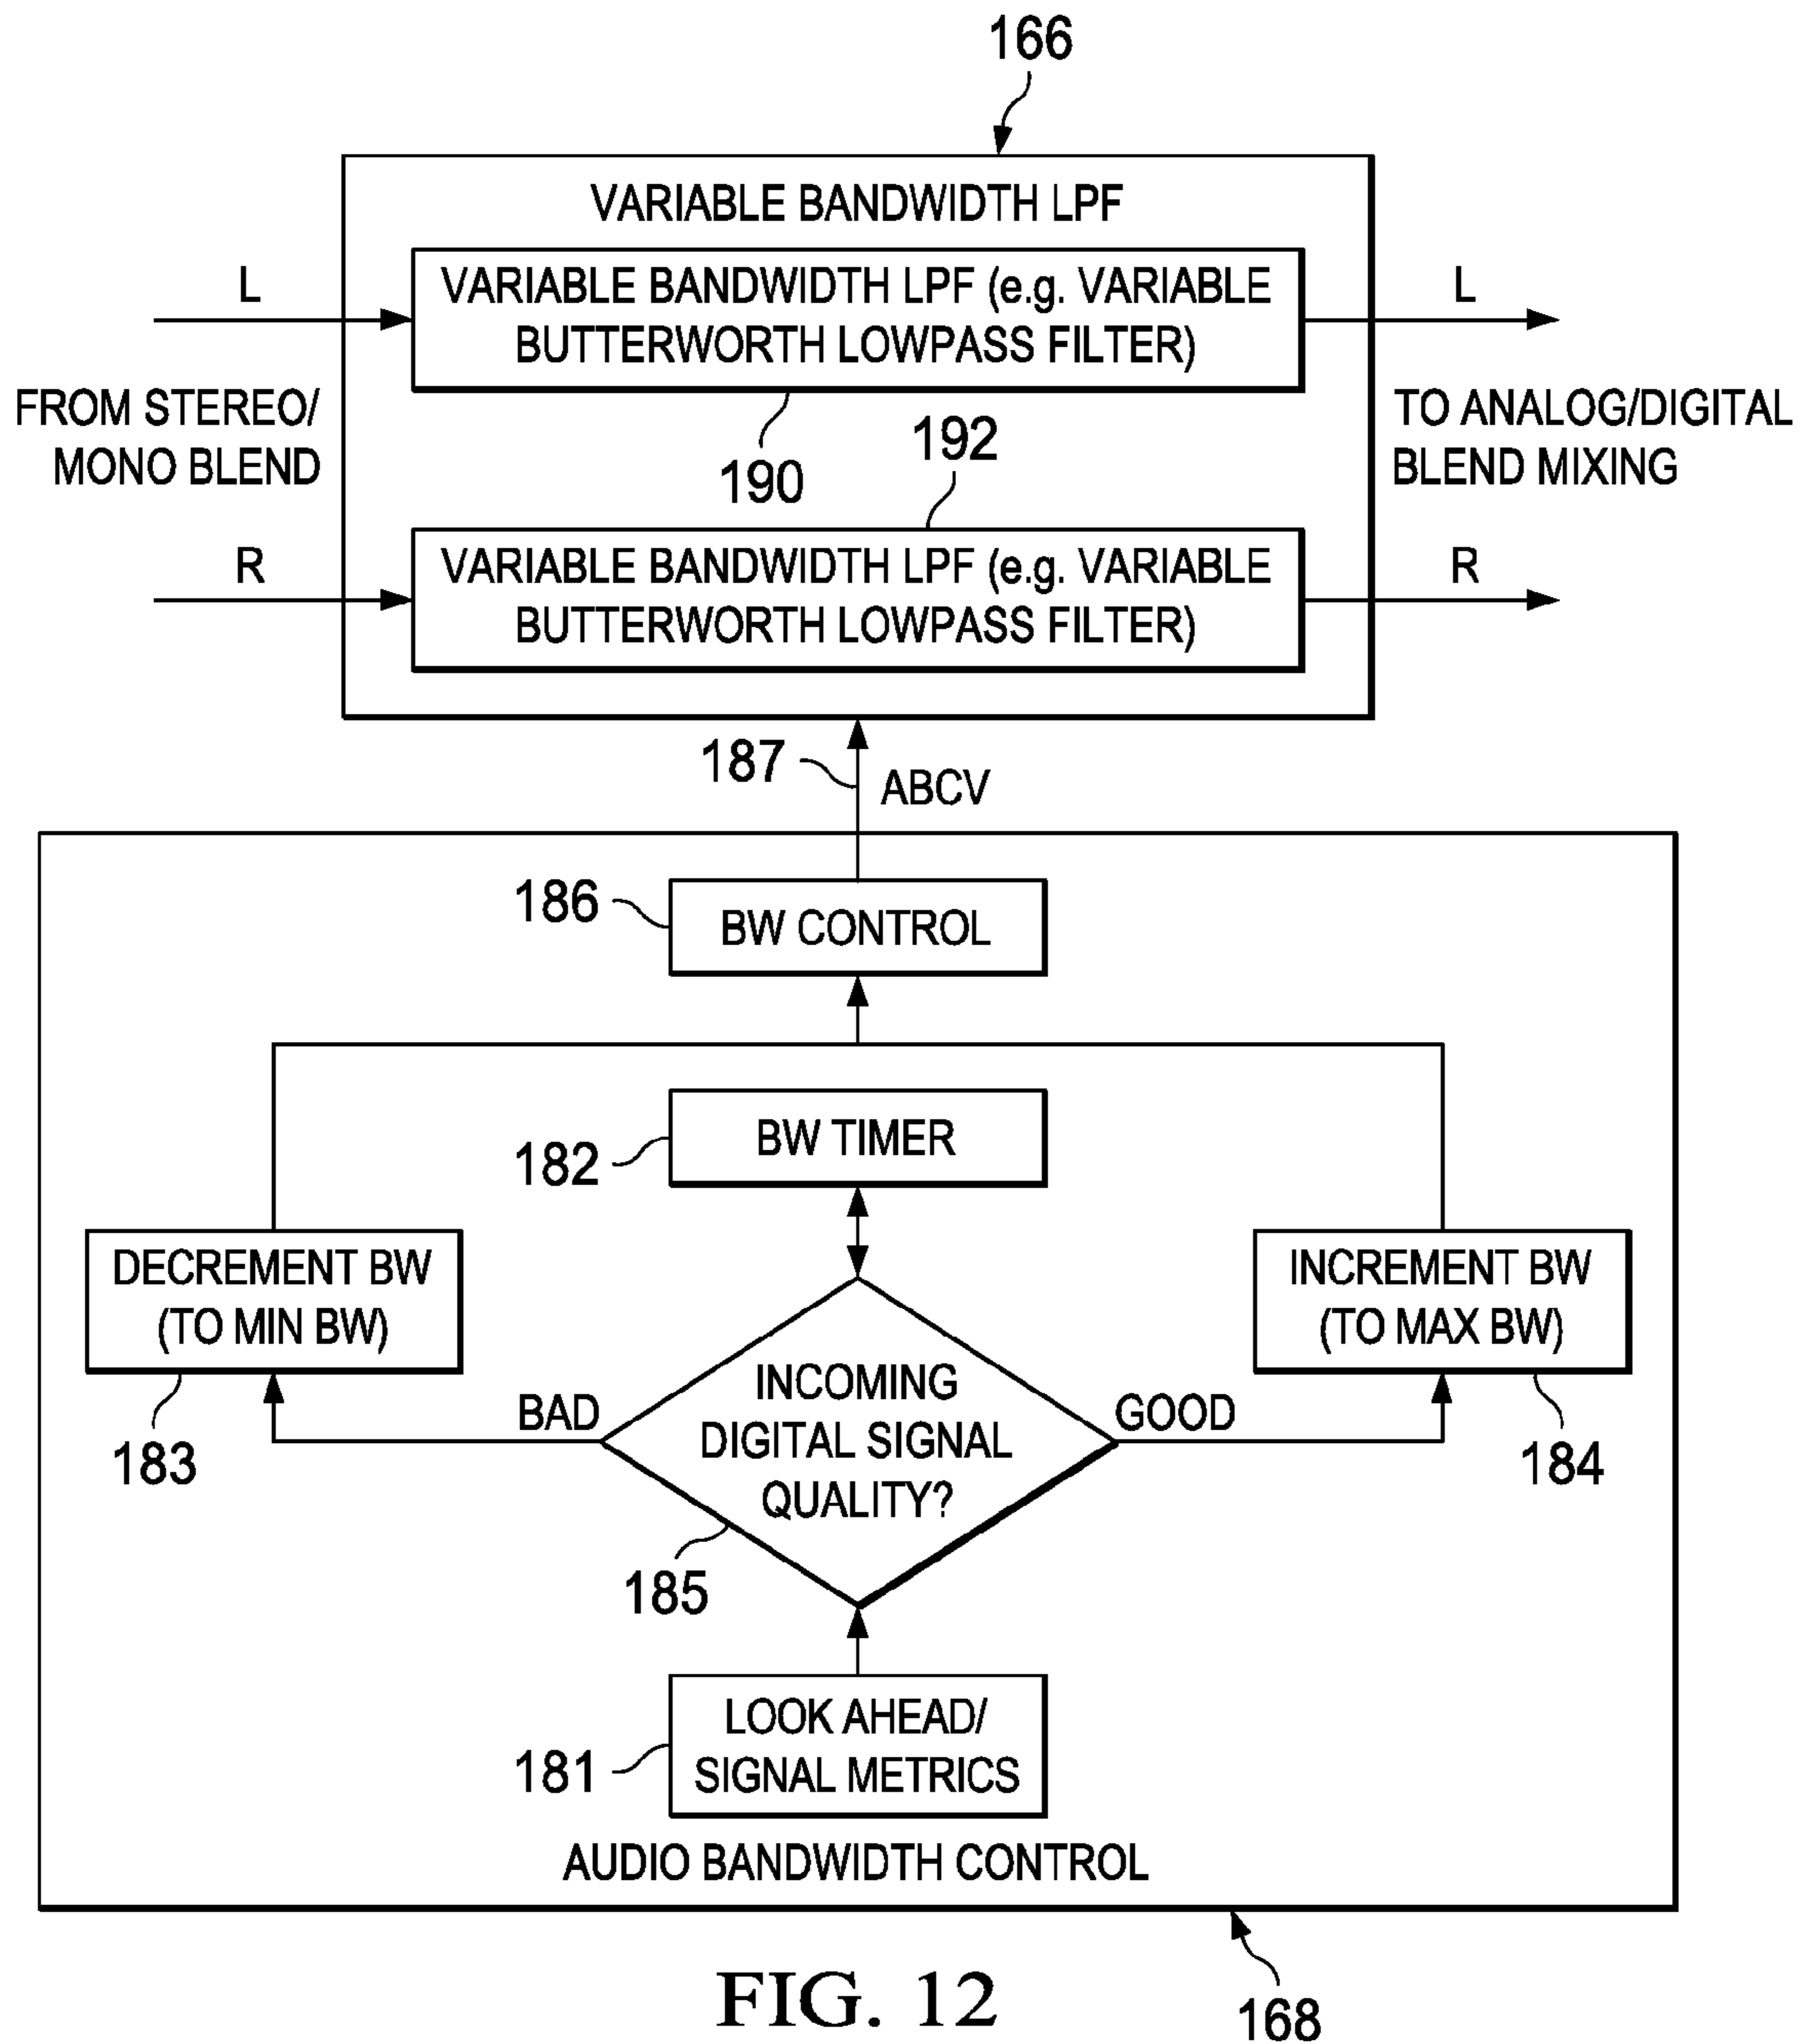 166
VARIABLE BANDWIDTH LPF
L
VARIABLE BANDWIDTH LPF (e.g. VARIABLE
BUTTERWORTH LOWPASS FILTER)
L
FROM STEREO/
MONO BLEND
190
192
TO ANALOG/DIGITAL
BLEND MIXING
R
VARIABLE BANDWIDTH LPF (e.g. VARIABLE
BUTTERWORTH LOWPASS FILTER)
R
187
ABCV
186
BW CONTROL
182
BW TIMER
DECREMENT BW
(TO MIN BW)
183
INCREMENT BW
(TO MAX BW)
184
BAD
INCOMING
DIGITAL SIGNAL
QUALITY?
GOOD
185
181
LOOK AHEAD/
SIGNAL METRICS
AUDIO BANDWIDTH CONTROL
168
FIG. 12